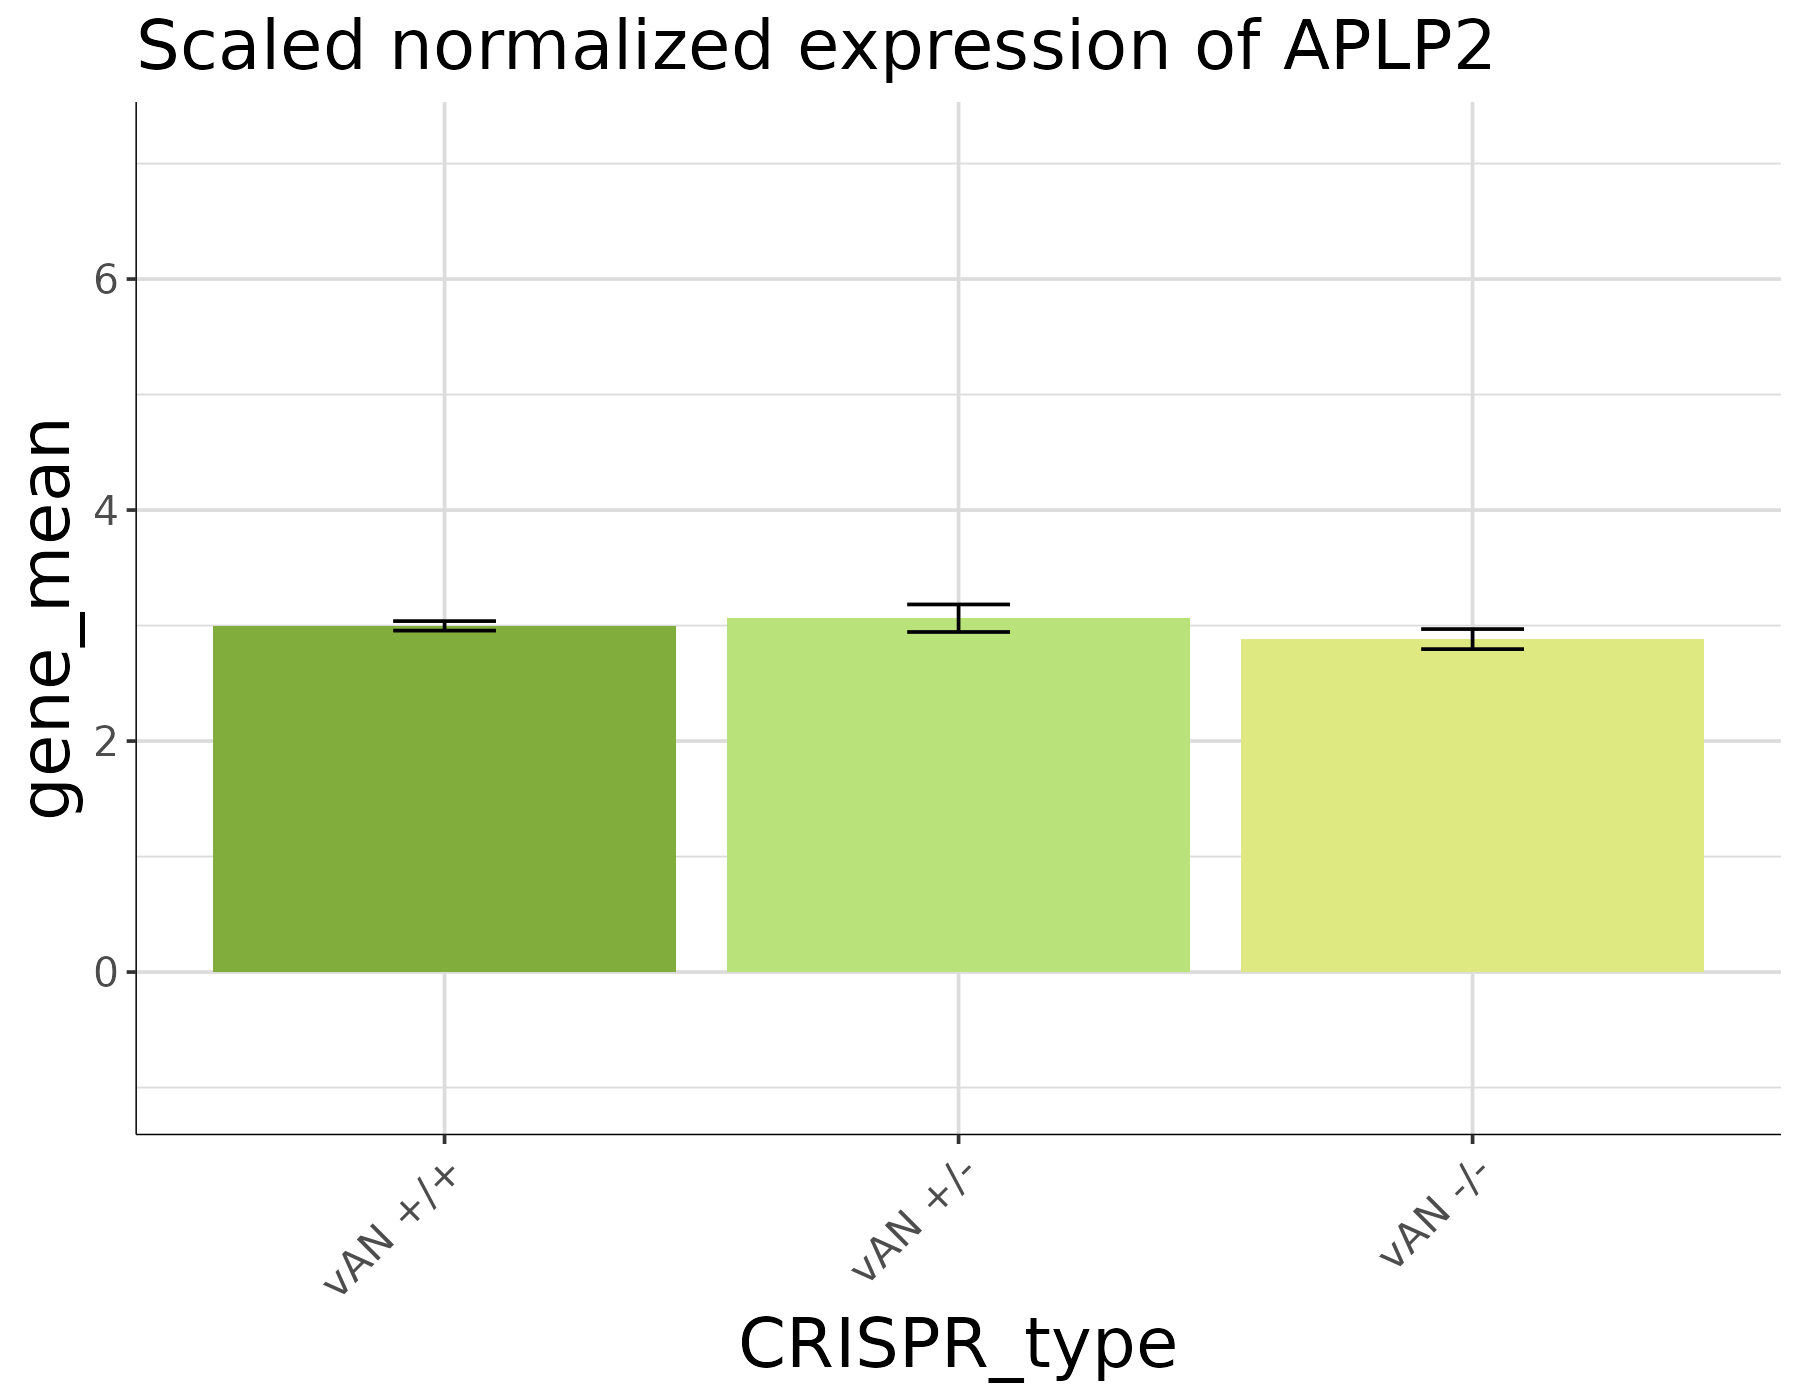 Scaled normalized expression of APLP2
gene_mean
6
4
2
0
vAN +/+
vAN +/-
vAN -/-
CRISPR_type